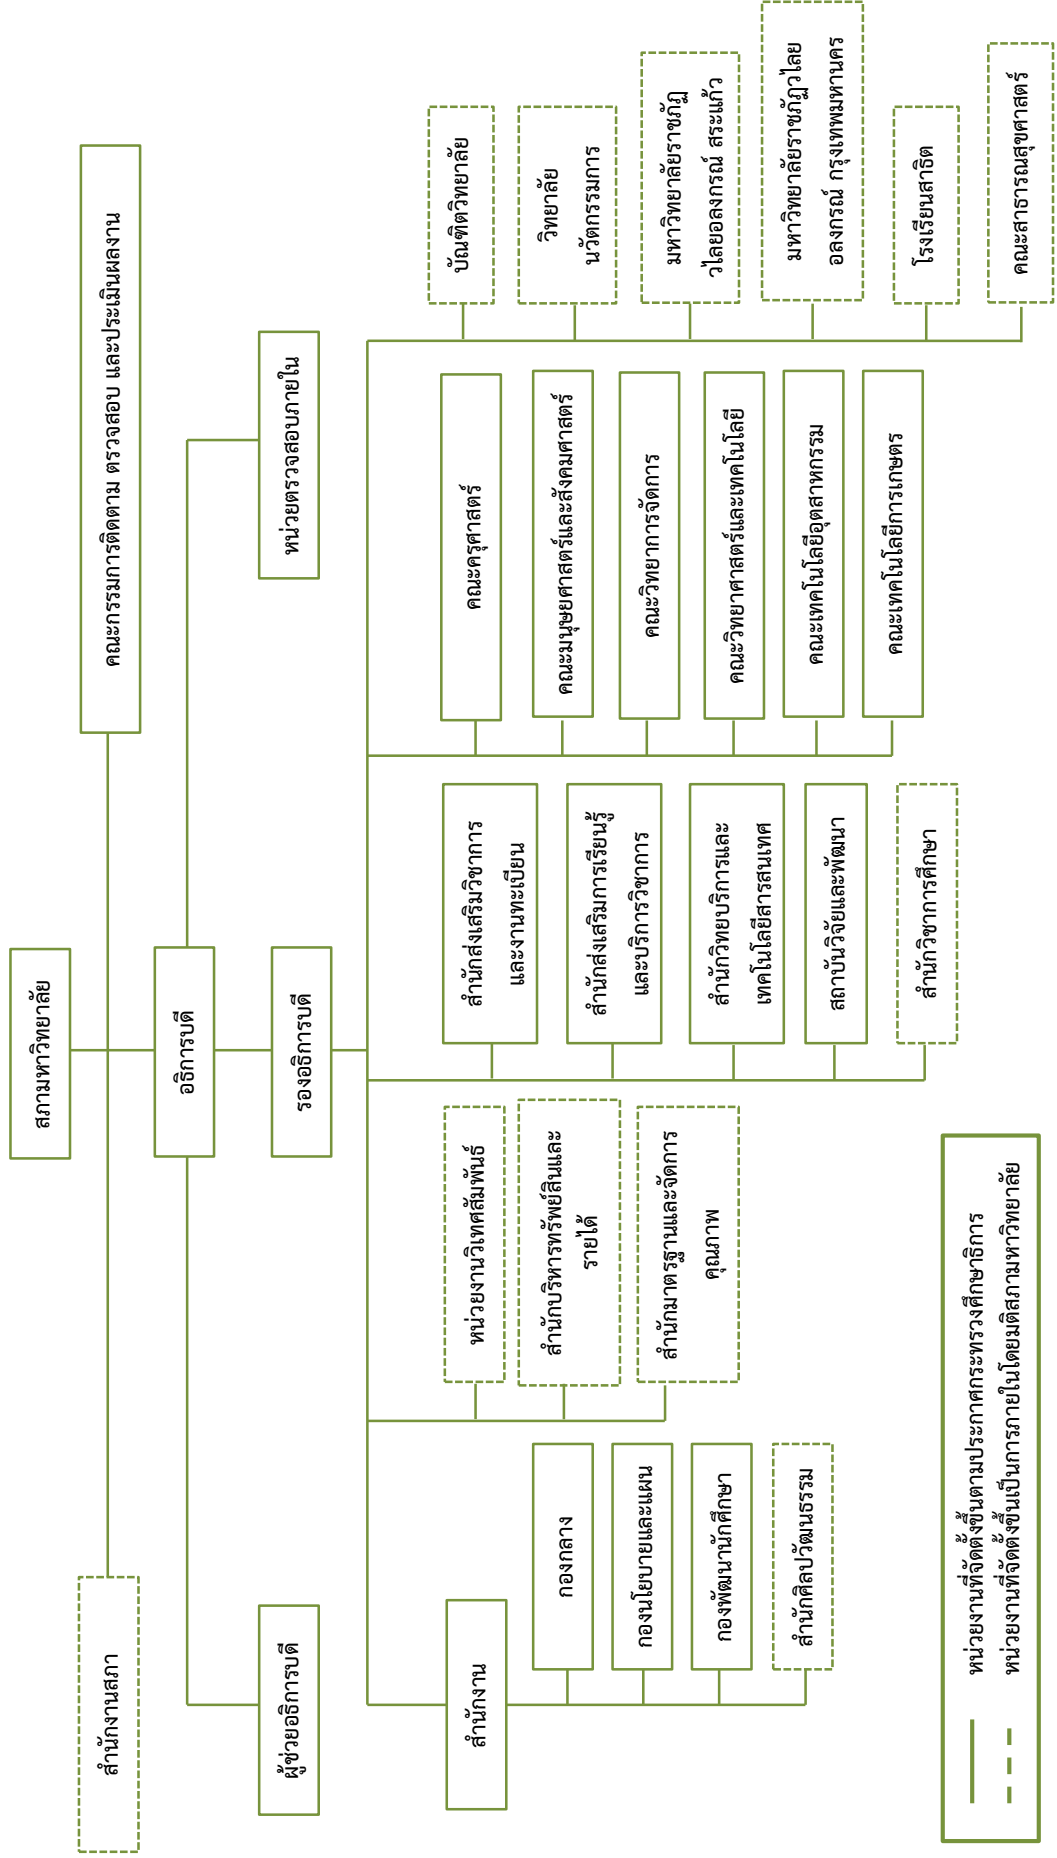 สภามหาวิทยาลัย
สำนักงานสภา
คณะกรรมการติดตาม ตรวจสอบ และประเมินผลงาน
อธิการบดี
ผู้ช่วยอธิการบดี
รองอธิการบดี
หน่วยตรวจสอบภายใน
สำนักงาน
กองกลาง
กองนโยบายและแผน
กองพัฒนานักศึกษา
สำนักศิลปวัฒนธรรม
หน่วยงานวิเทศสัมพันธ์
สำนักบริหารทรัพย์สินและ
รายได้
สำนักมาตรฐานและจัดการ
คุณภาพ
สำนักส่งเสริมวิชาการ
และงานทะเบียน
สำนักส่งเสริมการเรียนรู้
และบริการวิชาการ
สำนักวิทยบริการและ
เทคโนโลยีสารสนเทศ
สถาบันวิจัยและพัฒนา
สำนักวิชาการศึกษา
คณะครุศาสตร์
คณะมนุษยศาสตร์และสังคมศาสตร์
คณะวิทยาการจัดการ
คณะวิทยาศาสตร์และเทคโนโลยี
คณะเทคโนโลยีอุตสาหกรรม
คณะเทคโนโลยีการเกษตร
บัณฑิตวิทยาลัย
วิทยาลัย
นวัตกรรมการ
มหาวิทยาลัยราชภัฏ
วไลยอลงกรณ์ สระแก้ว
มหาวิทยาลัยราชภัฏวไลย
อลงกรณ์ กรุงเทพมหานคร
โรงเรียนสาธิต
คณะสาธารณสุขศาสตร์
หน่วยงานที่จัดตั้งขึ้นตามประกาศกระทรวงศึกษาธิการ
หน่วยงานที่จัดตั้งขึ้นเป็นการภายในโดยมติสภามหาวิทยาลัย